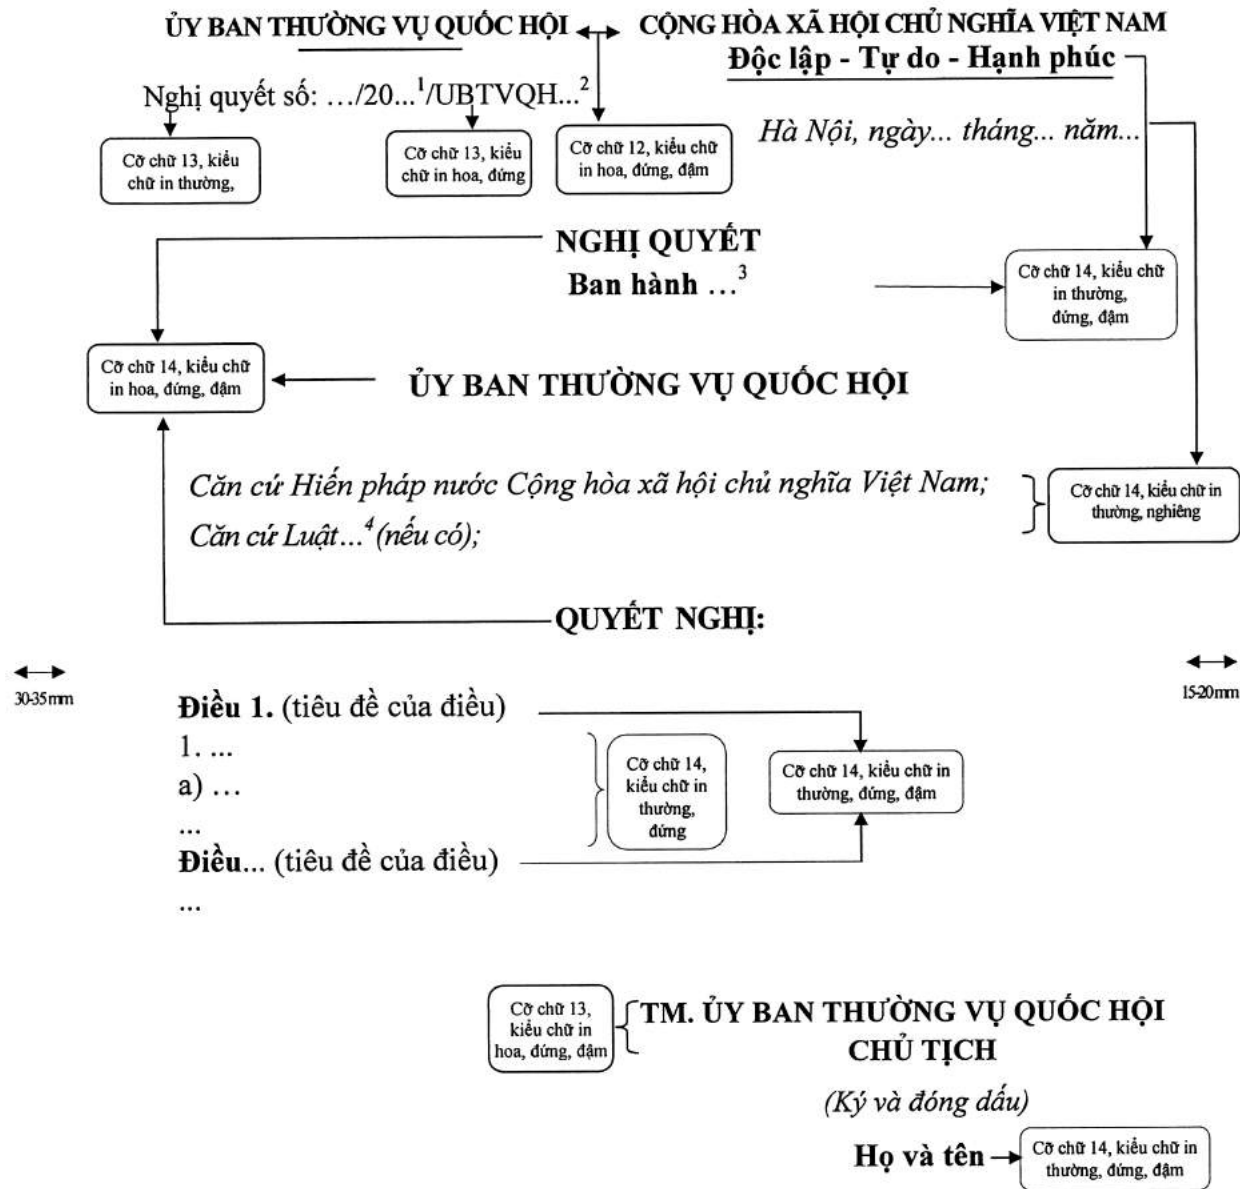 ỦY BAN THƯỜNG VỤ QUỐC HỘI
CỘNG HÒA XÃ HỘI CHỦ NGHĨA VIỆT NAM
Độc lập - Tự do - Hạnh phúc
Nghị quyết số: .../20...¹/UBTVQH...²
Hà Nội, ngày... tháng... năm...
Cỡ chữ 13, kiểu
chữ in thường,
Cỡ chữ 13, kiểu
chữ in hoa, đứng
Cỡ chữ 12, kiểu chữ
in hoa, đứng, đậm
NGHỊ QUYẾT
Ban hành ...³
Cỡ chữ 14, kiểu chữ
in thường,
đứng, đậm
Cỡ chữ 14, kiểu chữ
in hoa, đứng, đậm
ỦY BAN THƯỜNG VỤ QUỐC HỘI
Căn cứ Hiến pháp nước Cộng hòa xã hội chủ nghĩa Việt Nam;
Căn cứ Luật...⁴ (nếu có);
Cỡ chữ 14, kiểu chữ in
thường, nghiêng
QUYẾT NGHỊ:
30-35mm
15-20mm
Điều 1. (tiêu đề của điều)
1. ...
a) ...
...
Cỡ chữ 14,
kiểu chữ in
thường,
đứng
Cỡ chữ 14, kiểu chữ in
thường, đứng, đậm
Điều... (tiêu đề của điều)
...
Cỡ chữ 13,
kiểu chữ in
hoa, đứng, đậm
TM. ỦY BAN THƯỜNG VỤ QUỐC HỘI
CHỦ TỊCH
(Ký và đóng dấu)
Họ và tên
Cỡ chữ 14, kiểu chữ in
thường, đứng, đậm